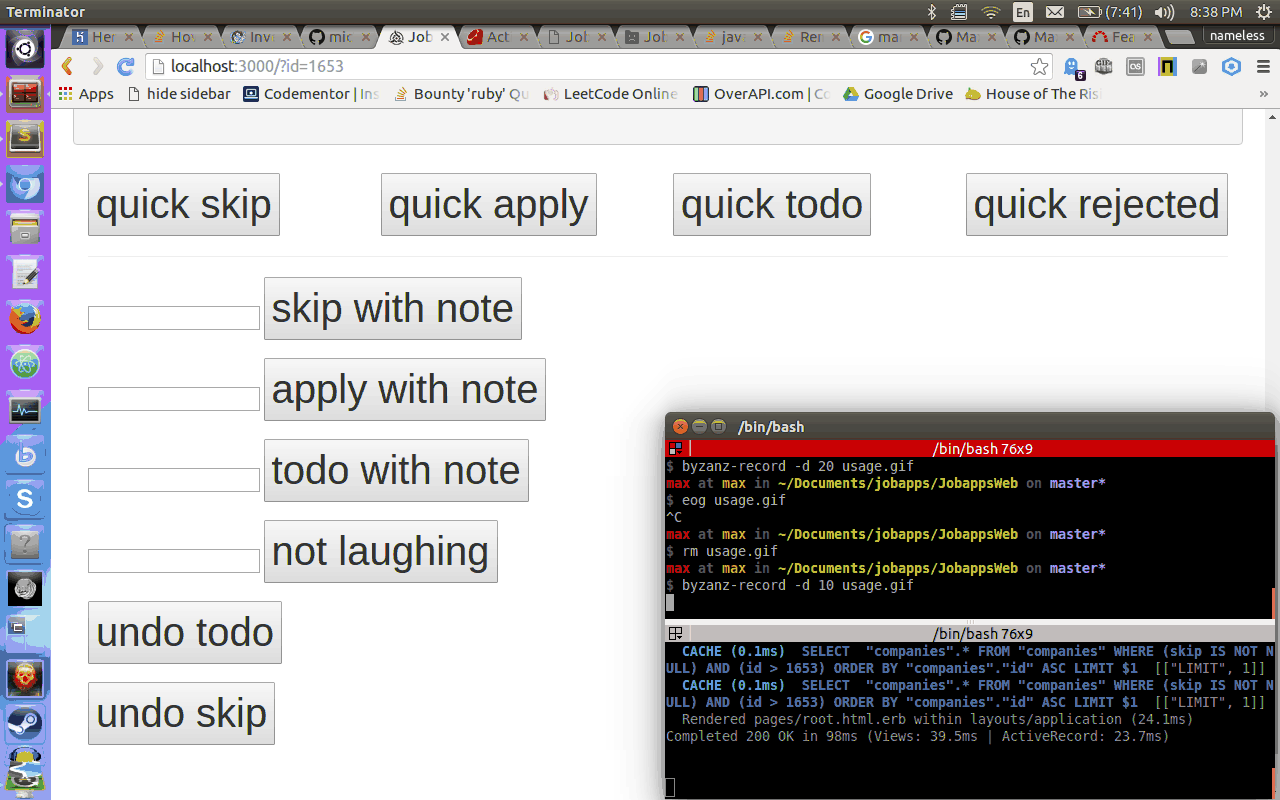 Terminator
En
(7:41)
8:38 PM
Her
Hov
Inv
mic
Job
Act
Job
Job
jav
Rer
mar
Ma
Ma
Fea
nameless
localhost:3000/?id=1653
6
Apps
hide sidebar
Codementor | Ins
Bounty 'ruby' Qu
LeetCode Online
OverAPI.com | Co
Google Drive
House of The Ris
»
quick skip
quick apply
quick todo
quick rejected
skip with note
apply with note
todo with note
not laughing
undo todo
undo skip
/bin/bash
/bin/bash 76x9
$ byzanz-record -d 20 usage.gif
max at max in ~/Documents/jobapps/JobappsWeb on master*
$ eog usage.gif
^C
max at max in ~/Documents/jobapps/JobappsWeb on master*
$ rm usage.gif
max at max in ~/Documents/jobapps/JobappsWeb on master*
$ byzanz-record -d 10 usage.gif
/bin/bash 76x9
CACHE (0.1ms)  SELECT  "companies".* FROM "companies" WHERE (skip IS NOT N
ULL) AND (id > 1653) ORDER BY "companies"."id" ASC LIMIT $1  [["LIMIT", 1]]
CACHE (0.1ms)  SELECT  "companies".* FROM "companies" WHERE (skip IS NOT N
ULL) AND (id > 1653) ORDER BY "companies"."id" ASC LIMIT $1  [["LIMIT", 1]]
Rendered pages/root.html.erb within layouts/application (24.1ms)
Completed 200 OK in 98ms (Views: 39.5ms | ActiveRecord: 23.7ms)